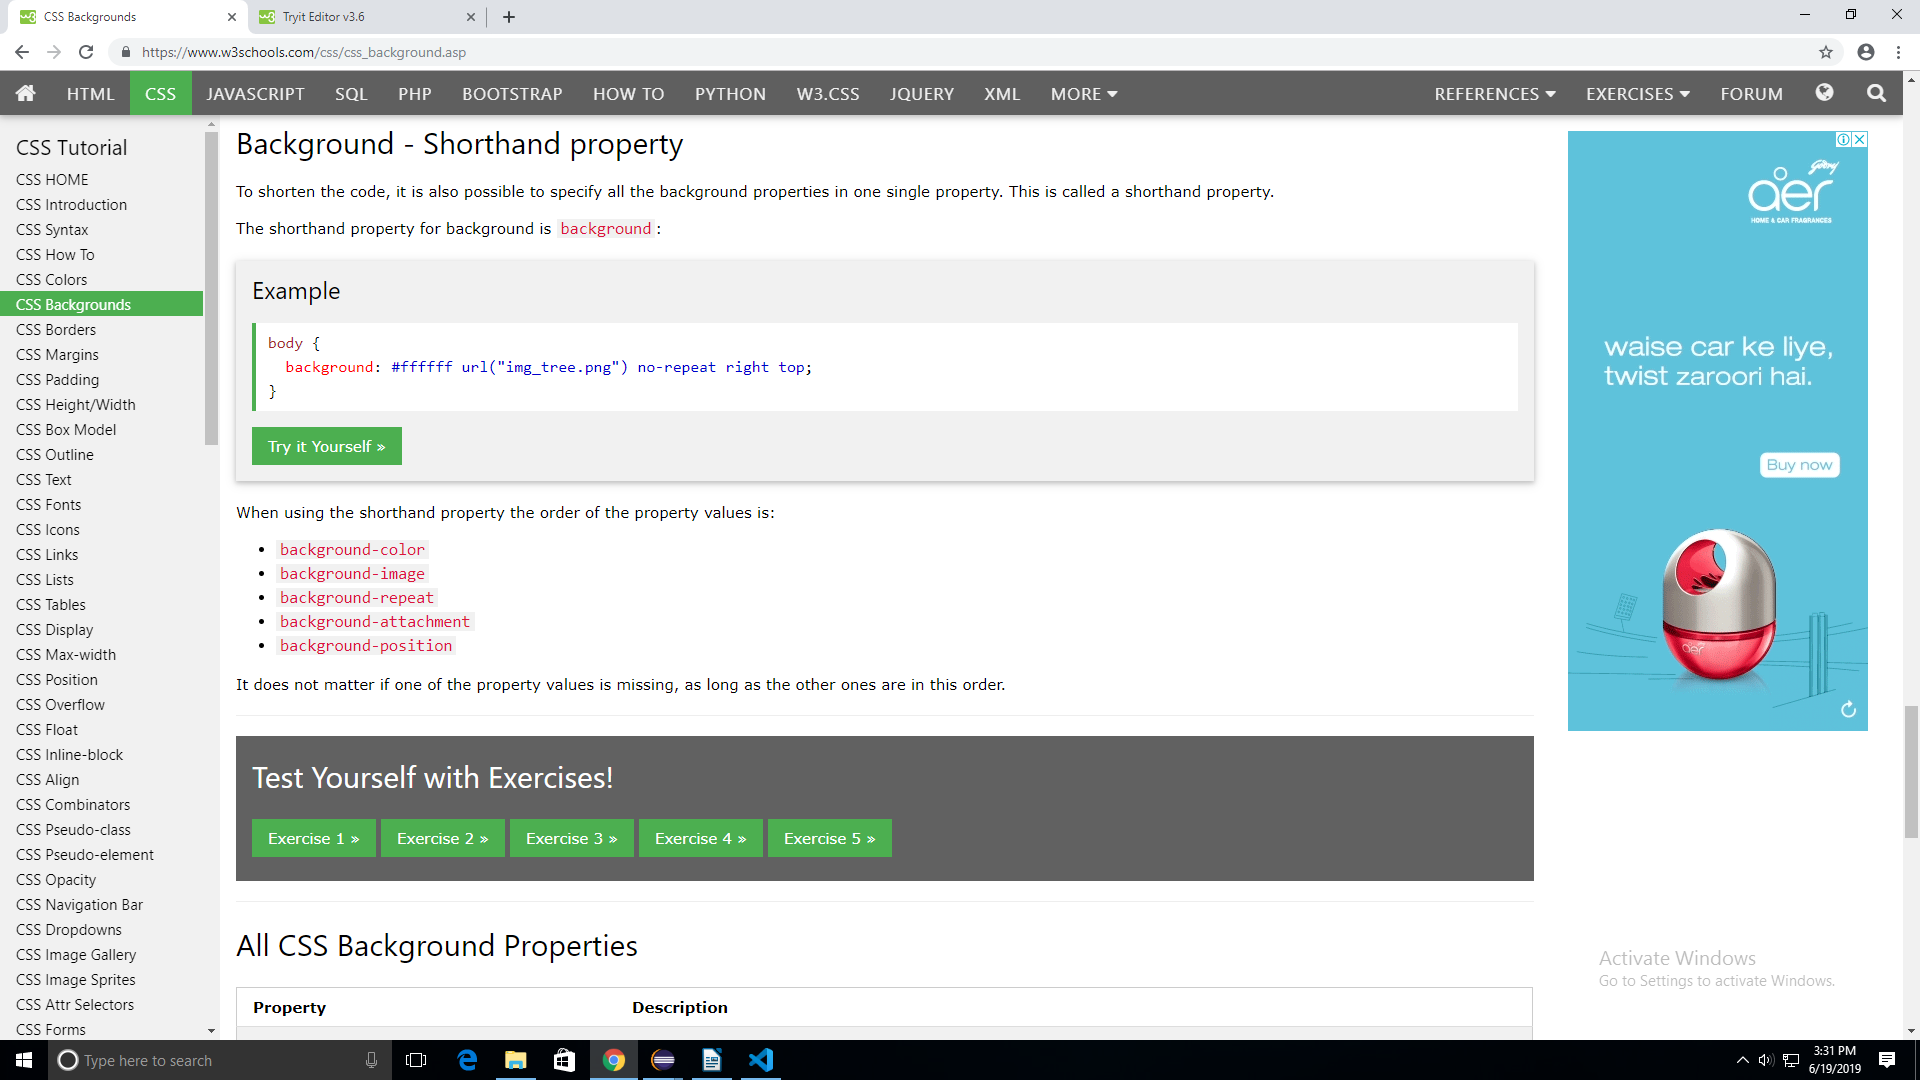 CSS Backgrounds
Tryit Editor v3.6
https://www.w3schools.com/css/css_background.asp
HTML CSS JAVASCRIPT SQL PHP BOOTSTRAP HOW TO PYTHON W3.CSS JQUERY XML MORE REFERENCES EXERCISES FORUM
CSS Tutorial
CSS HOME
CSS Introduction
CSS Syntax
CSS How To
CSS Colors
CSS Backgrounds
CSS Borders
CSS Margins
CSS Padding
CSS Height/Width
CSS Box Model
CSS Outline
CSS Text
CSS Fonts
CSS Icons
CSS Links
CSS Lists
CSS Tables
CSS Display
CSS Max-width
CSS Position
CSS Overflow
CSS Float
CSS Inline-block
CSS Align
CSS Combinators
CSS Pseudo-class
CSS Pseudo-element
CSS Opacity
CSS Navigation Bar
CSS Dropdowns
CSS Image Gallery
CSS Image Sprites
CSS Attr Selectors
CSS Forms
Background - Shorthand property
To shorten the code, it is also possible to specify all the background properties in one single property. This is called a shorthand property.
The shorthand property for background is background:
Example
body {
  background: #ffffff url("img_tree.png") no-repeat right top;
}
Try it Yourself »
When using the shorthand property the order of the property values is:
• background-color
• background-image
• background-repeat
• background-attachment
• background-position
It does not matter if one of the property values is missing, as long as the other ones are in this order.
Test Yourself with Exercises!
Exercise 1 » Exercise 2 » Exercise 3 » Exercise 4 » Exercise 5 »
All CSS Background Properties
Property Description
Godrej
aer
HOME & CAR FRAGRANCES
waise car ke liye,
twist zaroori hai.
Buy now
aer
Activate Windows
Go to Settings to activate Windows.
Type here to search
3:31 PM
6/19/2019